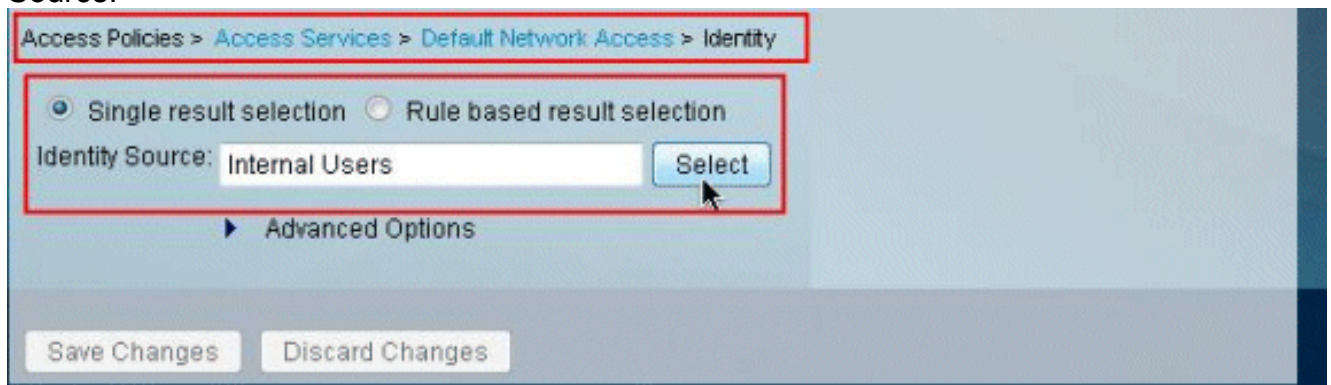 Source.
Access Policies > Access Services > Default Network Access > Identity
Single result selection Rule based result selection
Identity Source: Internal Users Select
Advanced Options
Save Changes Discard Changes